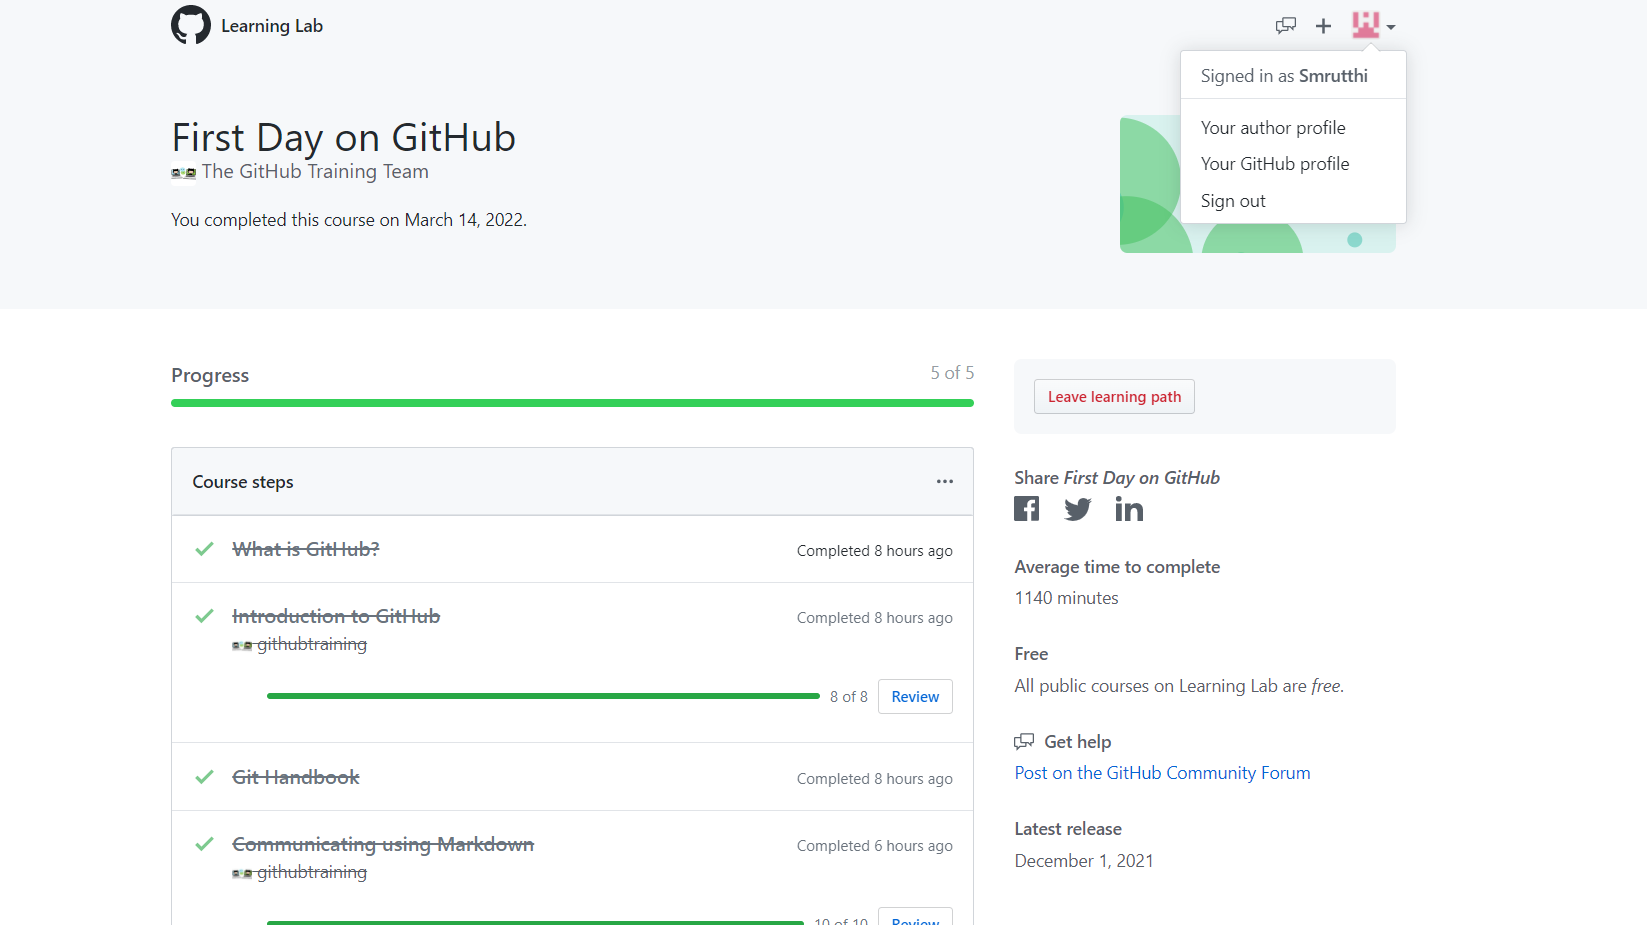 Learning Lab
Signed in as Smrutthi
Your author profile
Your GitHub profile
Sign out
First Day on GitHub
The GitHub Training Team
You completed this course on March 14, 2022.
Progress
5 of 5
Course steps
What is GitHub?
Completed 8 hours ago
Introduction to GitHub
Completed 8 hours ago
githubtraining
8 of 8
Review
Git Handbook
Completed 8 hours ago
Communicating using Markdown
Completed 6 hours ago
githubtraining
10 of 10
Review
Leave learning path
Share First Day on GitHub
Average time to complete
1140 minutes
Free
All public courses on Learning Lab are free.
Get help
Post on the GitHub Community Forum
Latest release
December 1, 2021